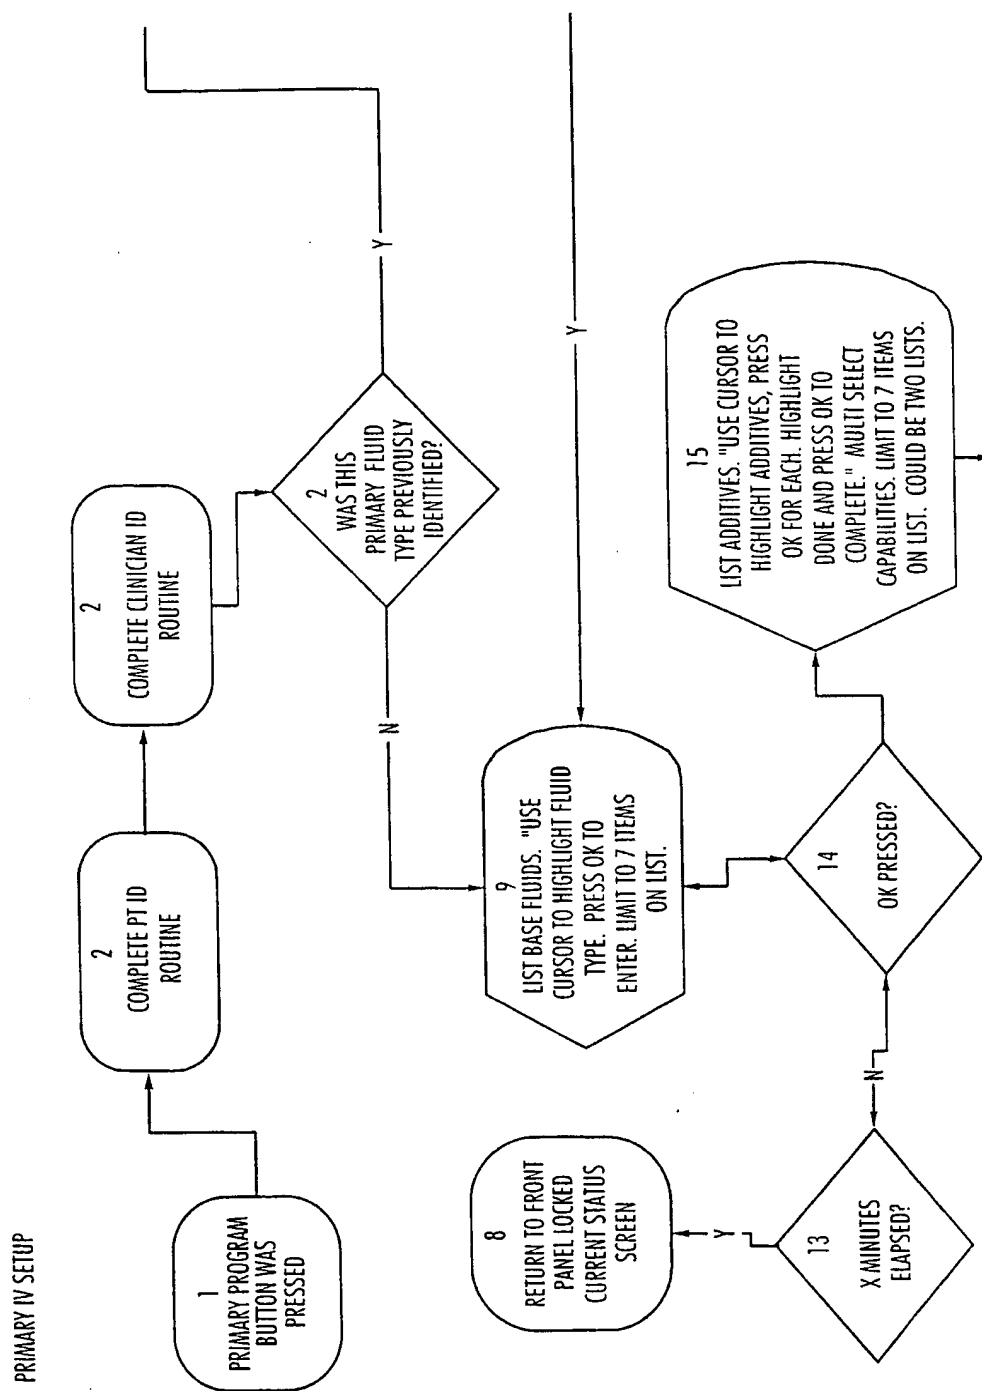 PRIMARY IV SETUP
1
PRIMARY PROGRAM
BUTTON WAS
PRESSED
2
COMPLETE PT ID
ROUTINE
2
COMPLETE CLINICIAN ID
ROUTINE
2
WAS THIS
PRIMARY FLUID
TYPE PREVIOUSLY
IDENTIFIED?
Y
N
9
LIST BASE FLUIDS. "USE
CURSOR TO HIGHLIGHT FLUID
TYPE. PRESS OK TO
ENTER. LIMIT TO 7 ITEMS
ON LIST.
Y
8
RETURN TO FRONT
PANEL LOCKED
CURRENT STATUS
SCREEN
Y
13
X MINUTES
ELAPSED?
N
14
OK PRESSED?
15
LIST ADDITIVES. "USE CURSOR TO
HIGHLIGHT ADDITIVES, PRESS
OK FOR EACH. HIGHLIGHT
DONE AND PRESS OK TO
COMPLETE." MULTI SELECT
CAPABILITIES. LIMIT TO 7 ITEMS
ON LIST. COULD BE TWO LISTS.